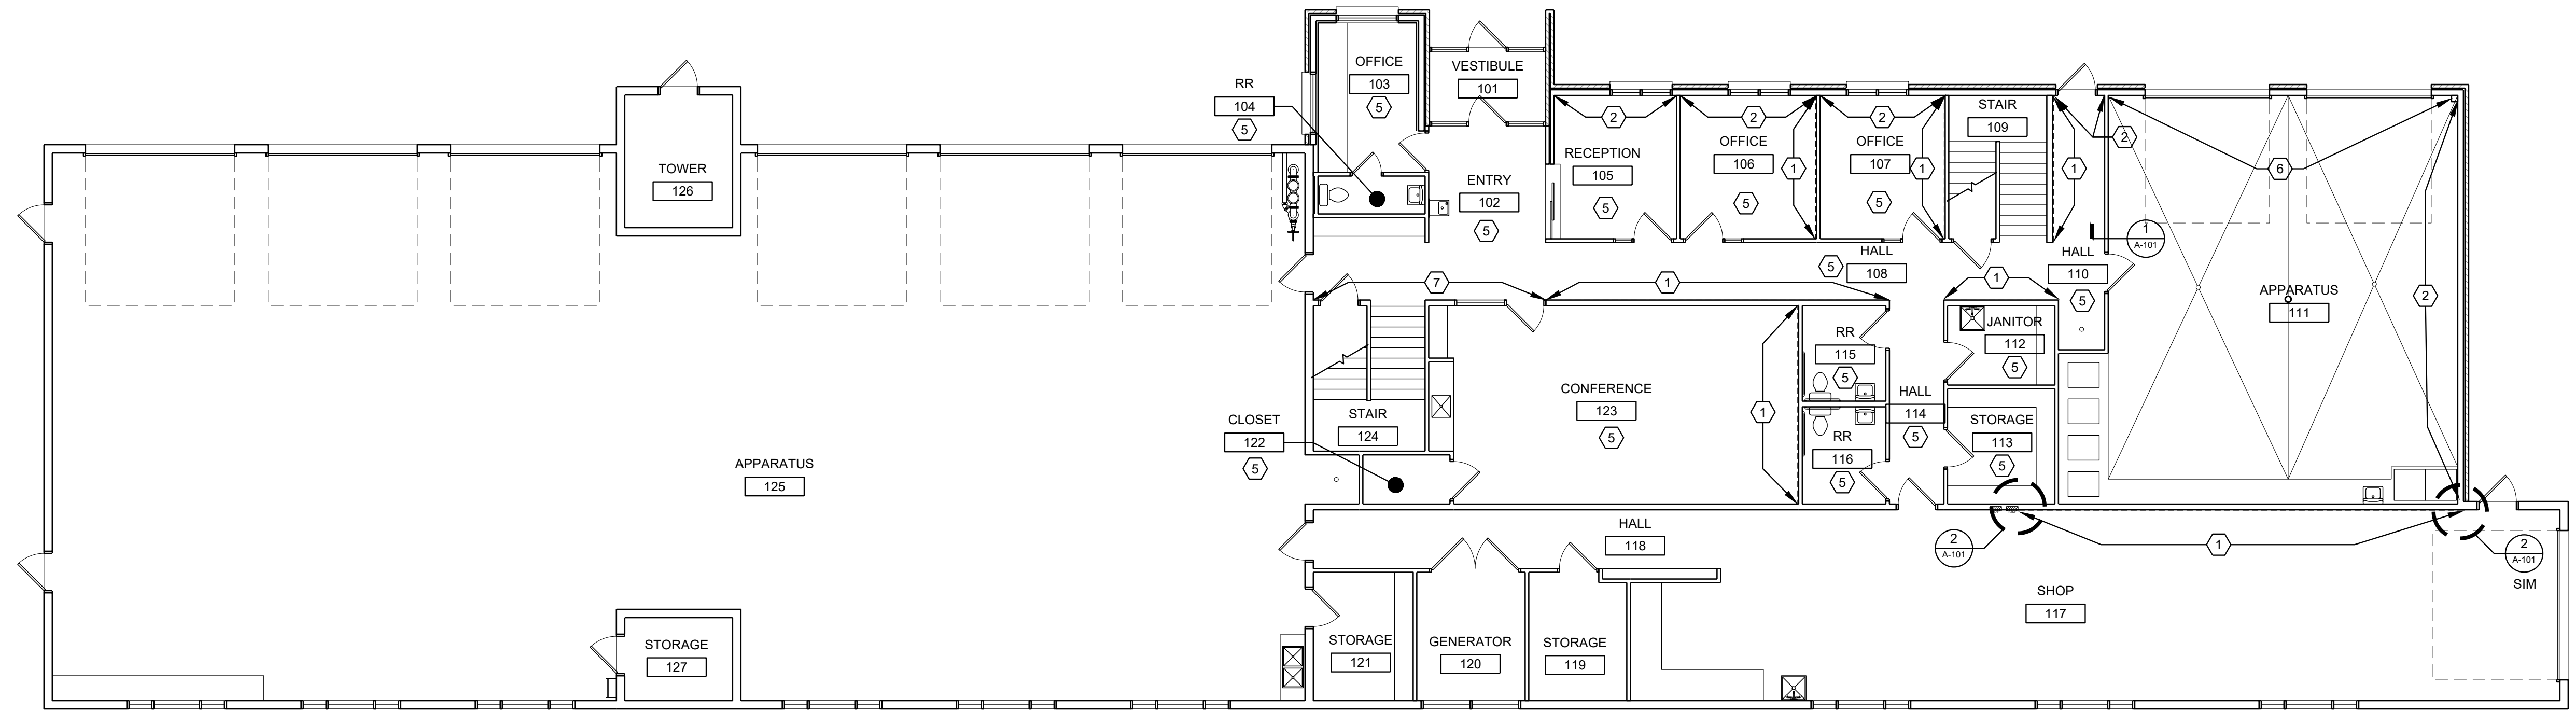 OFFICE
103
5
VESTIBULE
101
RR
104
5
TOWER
126
ENTRY
102
5
RECEPTION
105
5
2
OFFICE
106
5
2
1
OFFICE
107
5
2
1
STAIR
109
1
2
HALL
110
5
1
A-101
6
2
APPARATUS
111
HALL
108
5
7
1
1
JANITOR
112
5
RR
115
5
CONFERENCE
123
5
1
HALL
114
5
STORAGE
113
5
RR
116
5
STAIR
124
CLOSET
122
5
APPARATUS
125
HALL
118
2
A-101
1
2
A-101
SIM
SHOP
117
STORAGE
127
STORAGE
121
GENERATOR
120
STORAGE
119